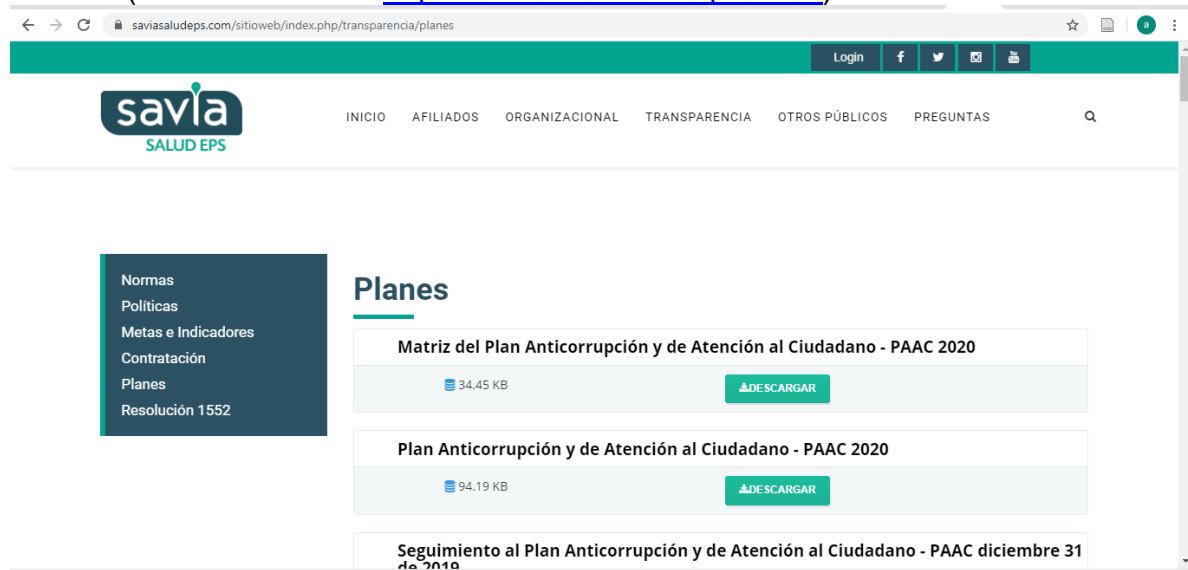 saviasaludeps.com/sitioweb/index.php/transparencia/planes
a
Login
savia
SALUD EPS
INICIO AFILIADOS ORGANIZACIONAL TRANSPARENCIA OTROS PÚBLICOS PREGUNTAS
Normas
Políticas
Metas e Indicadores
Contratación
Planes
Resolución 1552
Planes
Matriz del Plan Anticorrupción y de Atención al Ciudadano - PAAC 2020
34.45 KB DESCARGAR
Plan Anticorrupción y de Atención al Ciudadano - PAAC 2020
94.19 KB DESCARGAR
Seguimiento al Plan Anticorrupción y de Atención al Ciudadano - PAAC diciembre 31
de 2019